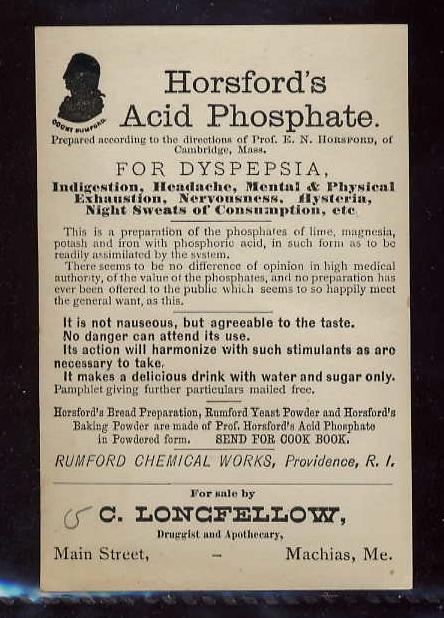 COUNT RUMFORD.
Horsford's
Acid Phosphate.
Prepared according to the directions of Prof. E. N. HORSFORD, of
Cambridge, Mass.
FOR DYSPEPSIA,
Indigestion, Headache, Mental & Physical
Exhaustion, Nervousness, Hysteria,
Night Sweats of Consumption, etc
This is a preparation of the phosphates of lime, magnesia,
potash and iron with phosphoric acid, in such form as to be
readily assimilated by the system.
There seems to be no difference of opinion in high medical
authority, of the value of the phosphates, and no preparation has
ever been offered to the public which seems to so happily meet
the general want, as this.
It is not nauseous, but agreeable to the taste.
No danger can attend its use.
Its action will harmonize with such stimulants as are
necessary to take.
It makes a delicious drink with water and sugar only.
Pamphlet giving further particulars mailed free.
Horsford's Bread Preparation, Rumford Yeast Powder and Horsford's
Baking Powder are made of Prof. Horsford's Acid Phosphate
in Powdered form. SEND FOR COOK BOOK.
RUMFORD CHEMICAL WORKS, Providence, R. I.
For sale by
C. LONGFELLOW,
Druggist and Apothecary,
Main Street, – Machias, Me.